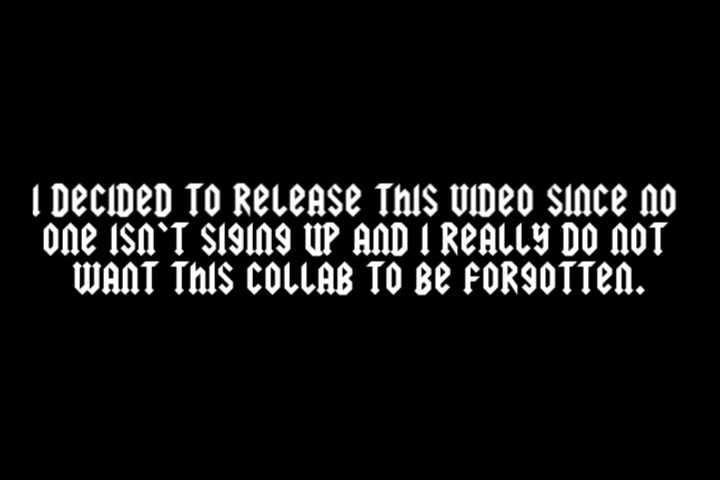 I DECIDED TO RELEASE THIS VIDEO SINCE NO
ONE ISN'T SIGING UP AND I REALLY DO NOT
WANT THIS COLLAB TO BE FORGOTTEN.